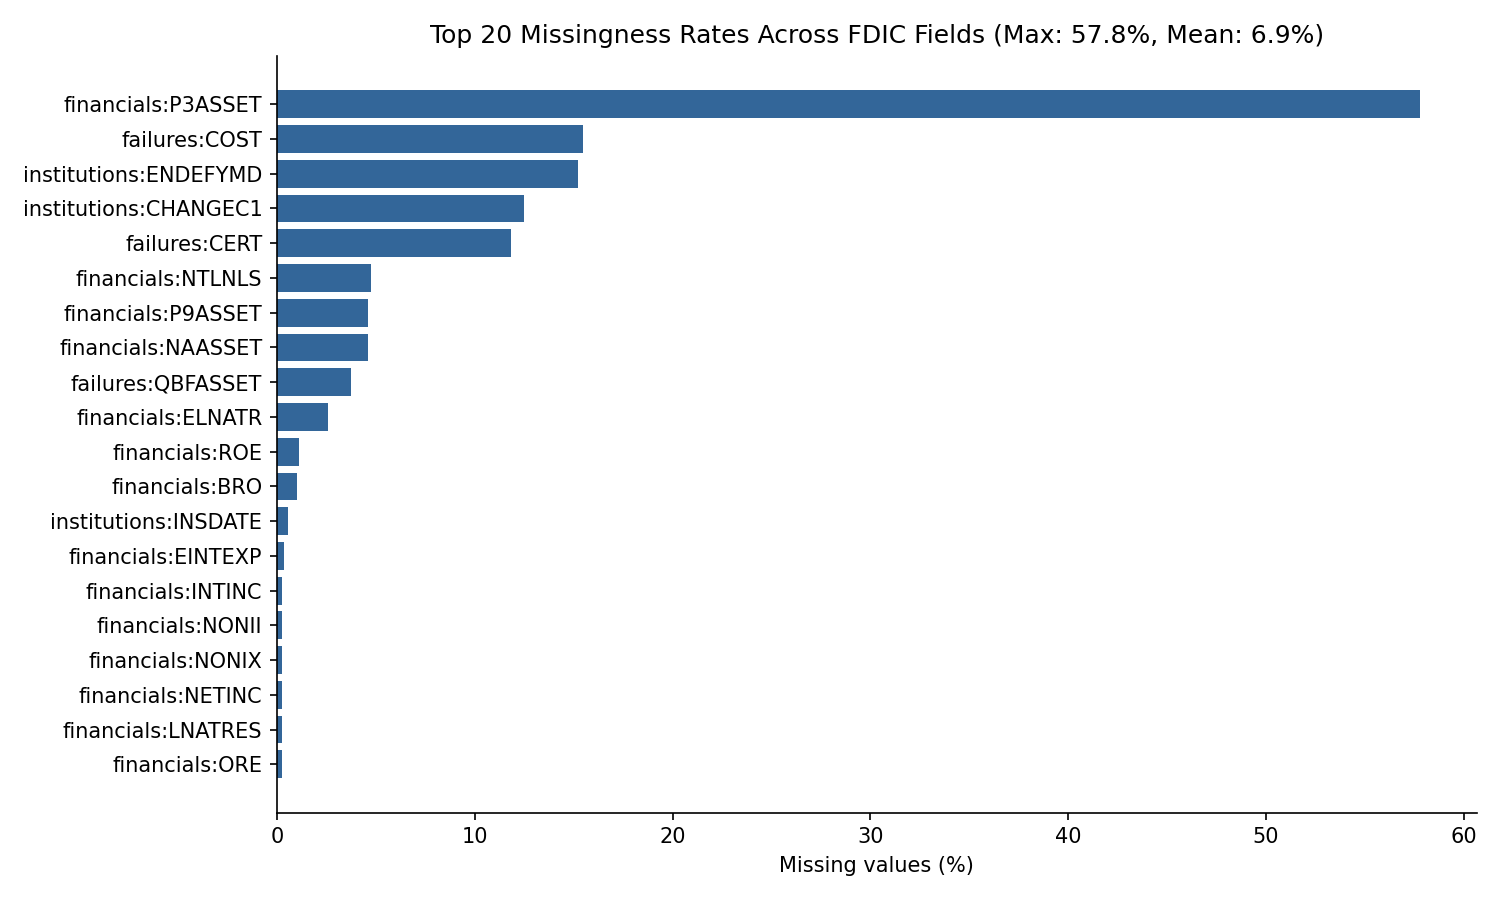 Top 20 Missingness Rates Across FDIC Fields (Max: 57.8%, Mean: 6.9%)
financials:P3ASSET
failures:COST
institutions:ENDEFYMD
institutions:CHANGEC1
failures:CERT
financials:NTLNLS
financials:P9ASSET
financials:NAASSET
failures:QBFASSET
financials:ELNATR
financials:ROE
financials:BRO
institutions:INSDATE
financials:EINTEXP
financials:INTINC
financials:NONII
financials:NONIX
financials:NETINC
financials:LNATRES
financials:ORE
0 10 20 30 40 50 60
Missing values (%)